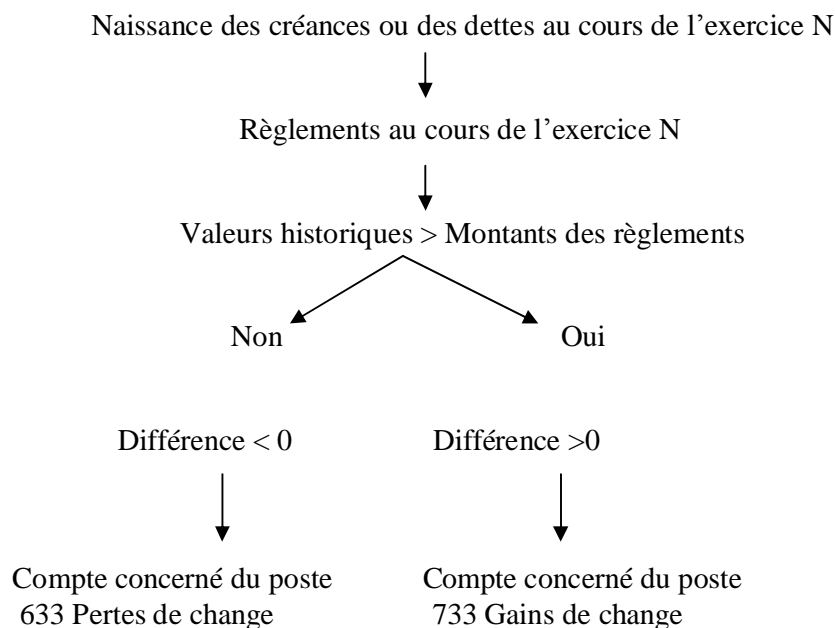 Naissance des créances ou des dettes au cours de l’exercice N
Règlements au cours de l’exercice N
Valeurs historiques > Montants des règlements
Non
Oui
Différence < 0
Différence >0
Compte concerné du poste
633 Pertes de change
Compte concerné du poste
733 Gains de change